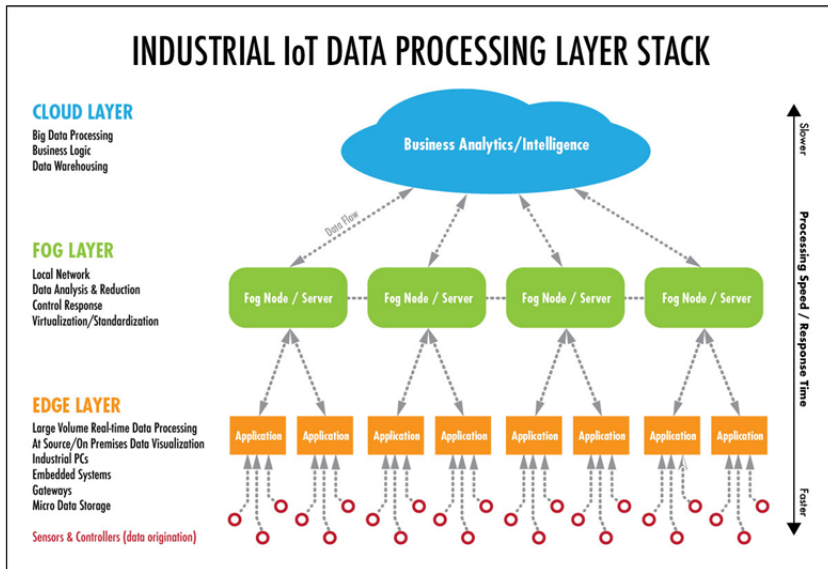 INDUSTRIAL IoT DATA PROCESSING LAYER STACK
CLOUD LAYER
Big Data Processing
Business Logic
Data Warehousing
Business Analytics/Intelligence
Slower
Data Flow
FOG LAYER
Local Network
Data Analysis & Reduction
Control Response
Virtualization/Standardization
Fog Node / Server
Fog Node / Server
Fog Node / Server
Fog Node / Server
Processing Speed / Response Time
EDGE LAYER
Large Volume Real-time Data Processing
At Source/On Premises Data Visualization
Industrial PCs
Embedded Systems
Gateways
Micro Data Storage
Application
Application
Application
Application
Application
Application
Application
Application
Faster
Sensors & Controllers (data origination)